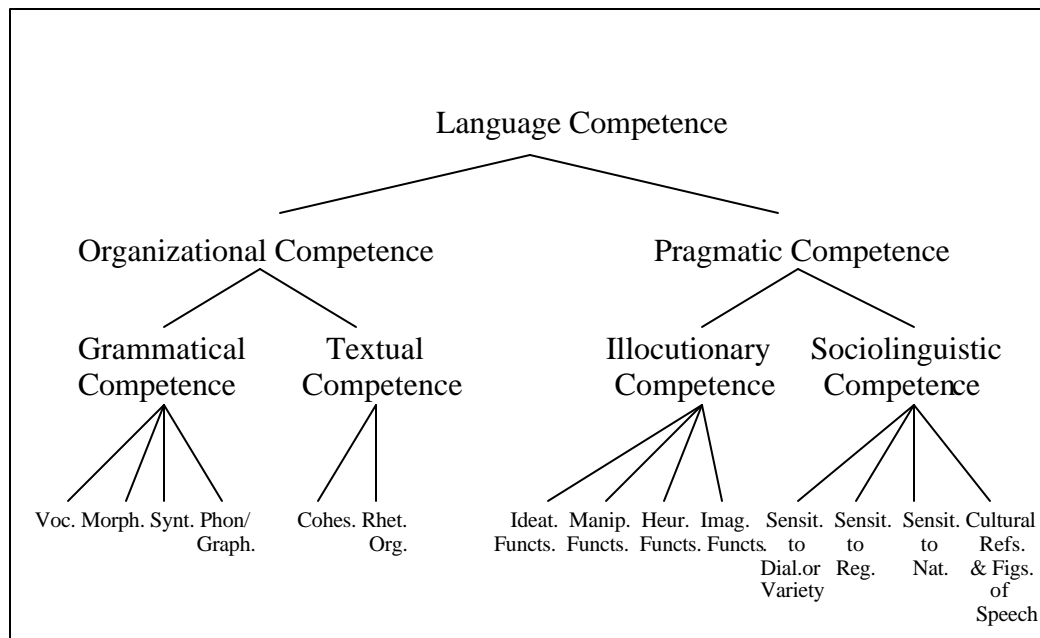 Language Competence
Organizational Competence
Pragmatic Competence
Grammatical
Competence
Textual
Competence
Illocutionary
Competence
Sociolinguistic
Competence
Voc.
Morph.
Synt.
Phon/
Graph.
Cohes.
Rhet.
Org.
Ideat.
Functs.
Manip.
Functs.
Heur.
Functs.
Imag.
Functs.
Sensit.
to
Dial.or
Variety
Sensit.
to
Reg.
Sensit.
to
Nat.
Cultural
Refs.
& Figs.
of
Speech